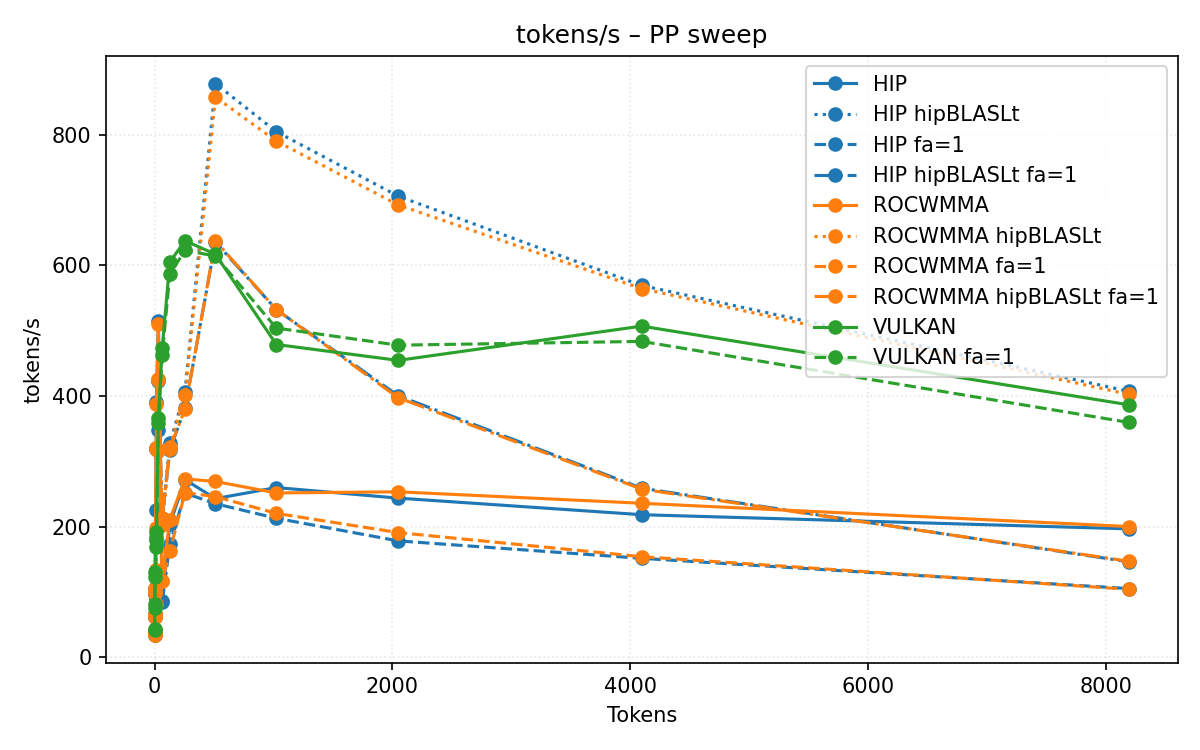 tokens/s – PP sweep
HIP
HIP hipBLASLt
HIP fa=1
HIP hipBLASLt fa=1
ROCWMMA
ROCWMMA hipBLASLt
ROCWMMA fa=1
ROCWMMA hipBLASLt fa=1
VULKAN
VULKAN fa=1
tokens/s
800
600
400
200
0
0 2000 4000 6000 8000
Tokens